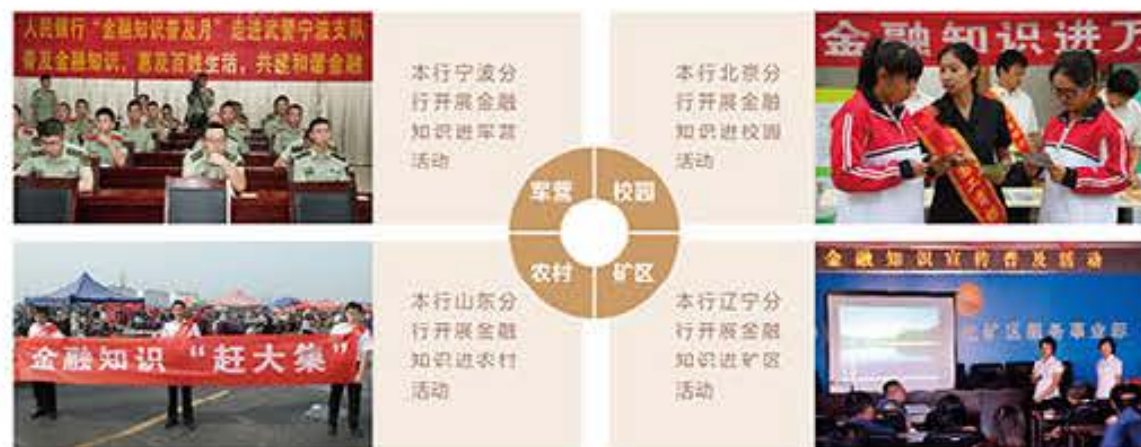 人民银行“金融知识普及月”走进武警宁波支队
普及金融知识，惠及百姓生活，共建和谐金融
本行宁波分
行开展金融
知识进军营
活动
本行北京分
行开展金融
知识进校园
活动
金融知识进万
军营
校园
农村
矿区
金融知识“赶大集”
本行山东分
行开展金融
知识进农村
活动
本行辽宁分
行开展金融
知识进矿区
活动
金融知识宣传普及活动
矿区服务事业部